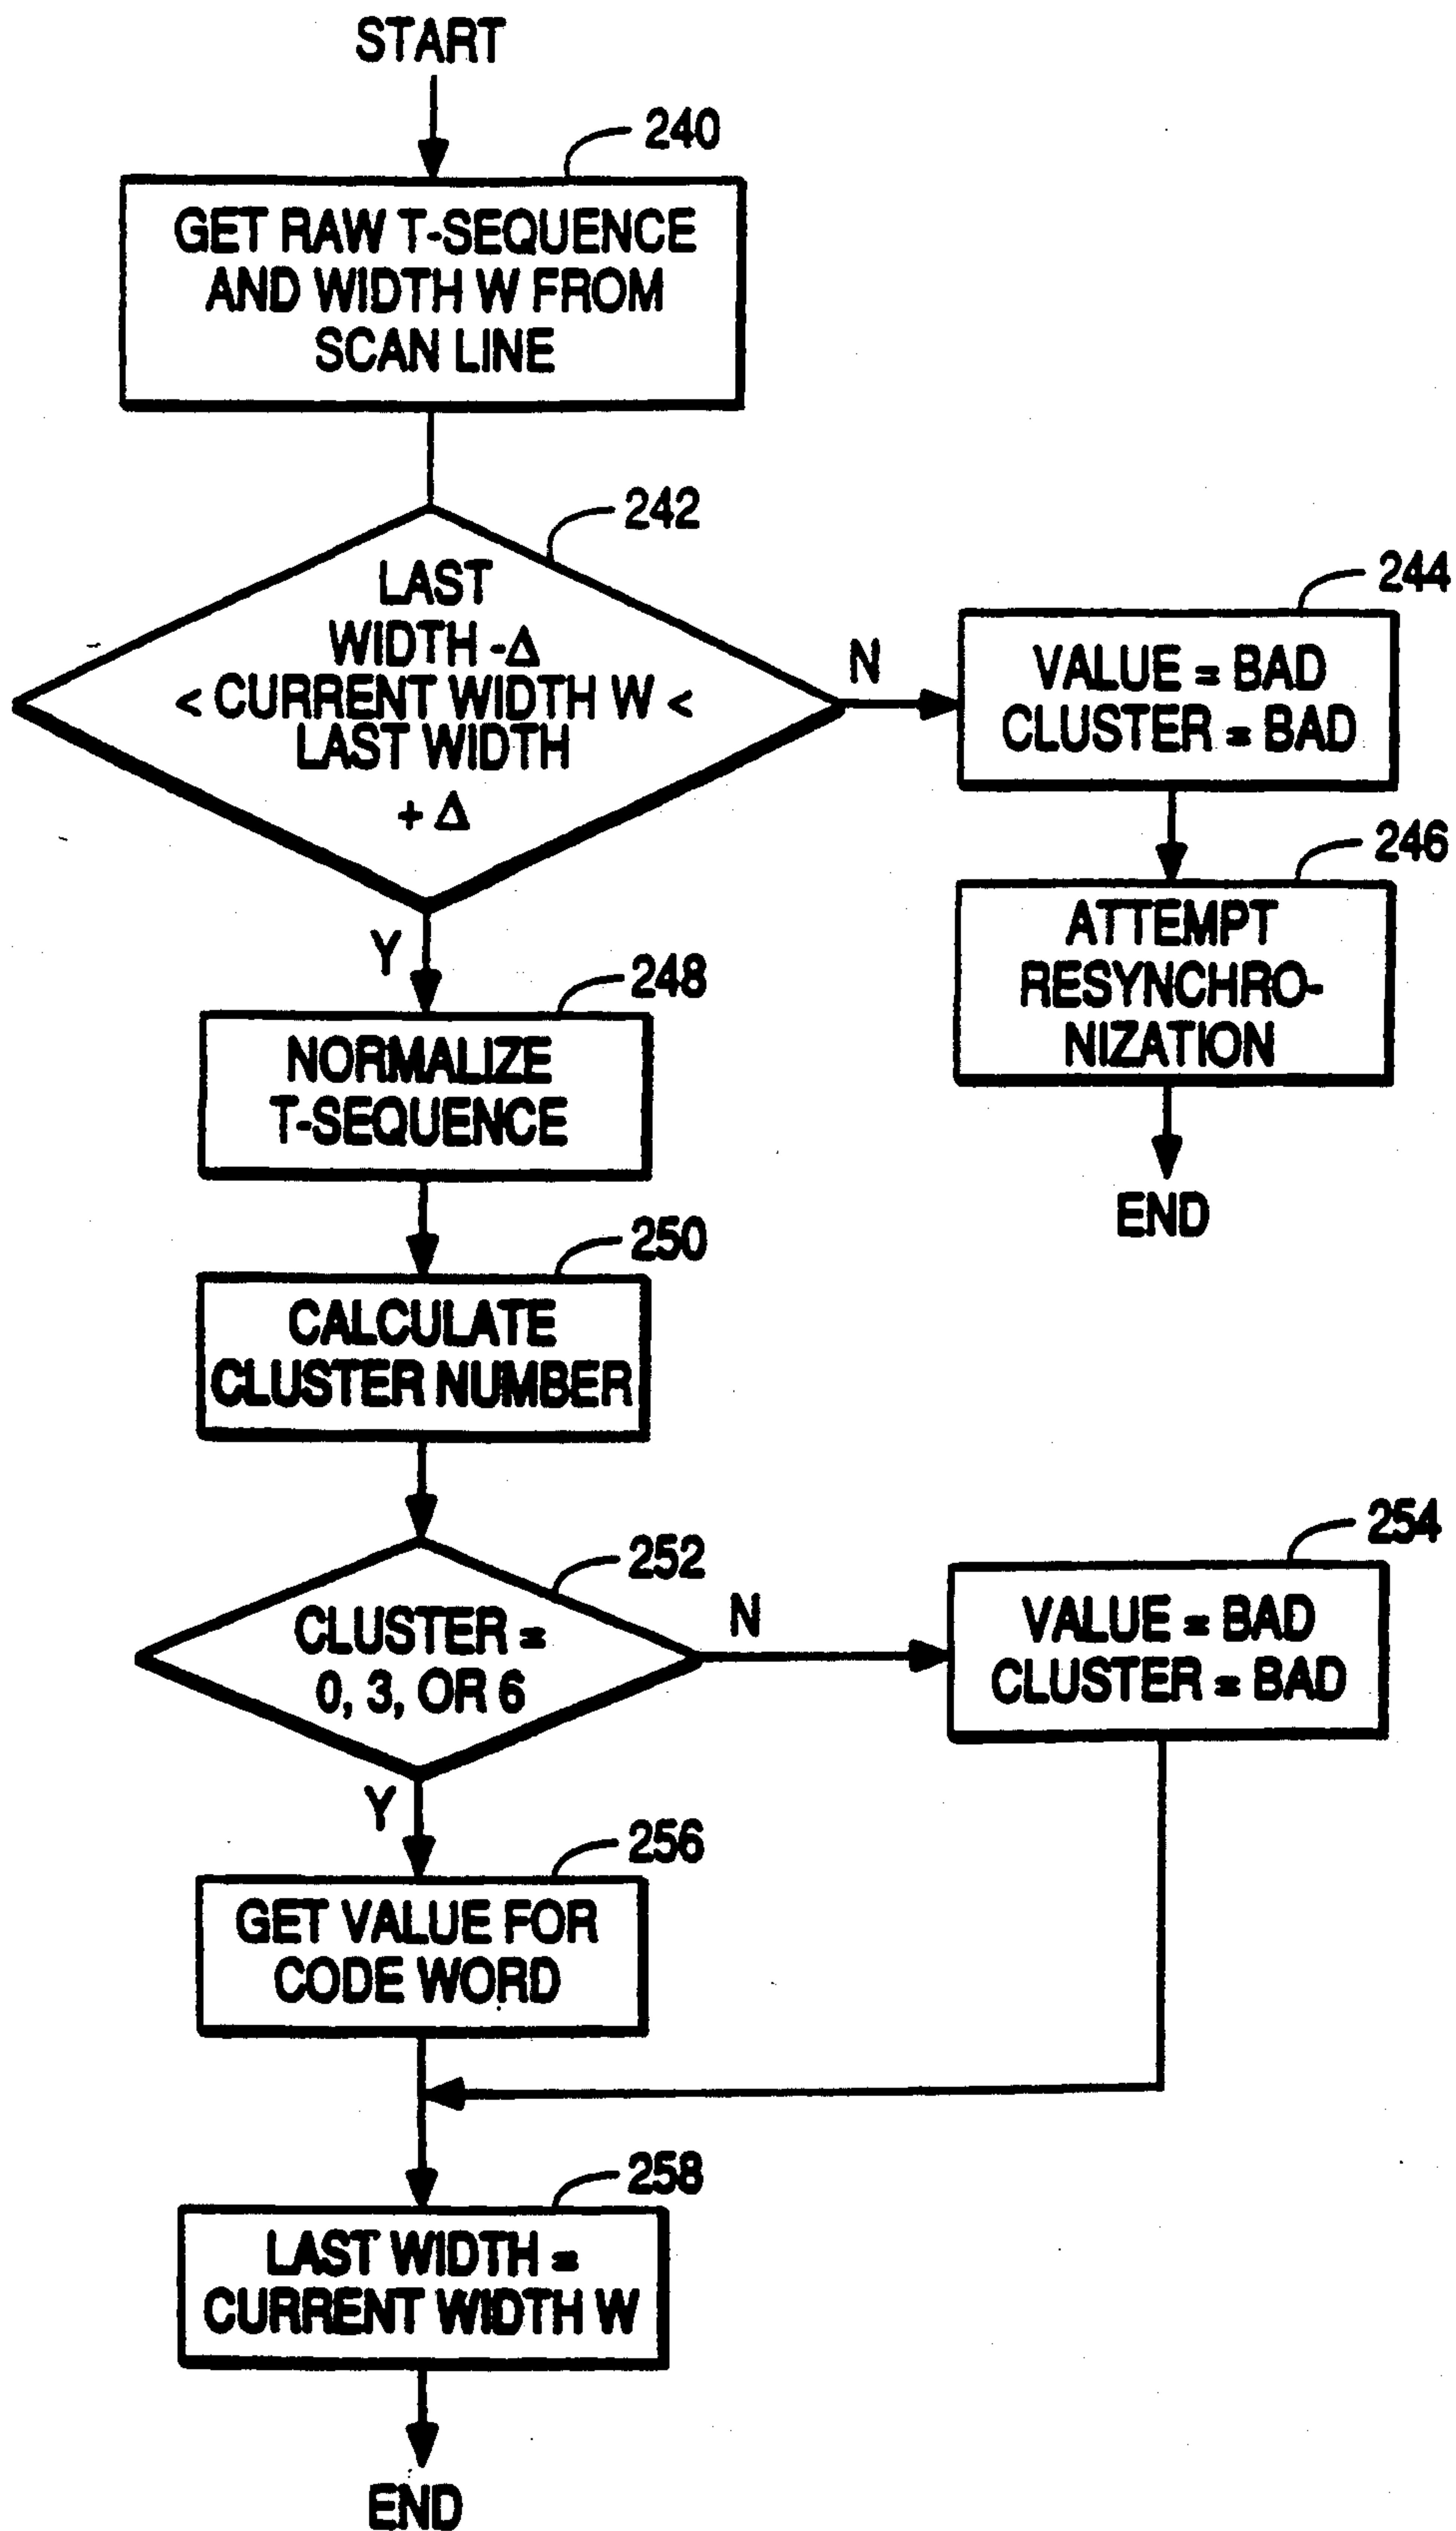 START
240
GET RAW T-SEQUENCE
AND WIDTH W FROM
SCAN LINE
242
LAST
WIDTH -Δ
< CURRENT WIDTH W <
LAST WIDTH
+ Δ
N
244
VALUE = BAD
CLUSTER = BAD
246
ATTEMPT
RESYNCHRO-
NIZATION
END
Y
248
NORMALIZE
T-SEQUENCE
250
CALCULATE
CLUSTER NUMBER
252
CLUSTER =
0, 3, OR 6
N
254
VALUE = BAD
CLUSTER = BAD
Y
256
GET VALUE FOR
CODE WORD
258
LAST WIDTH =
CURRENT WIDTH W
END